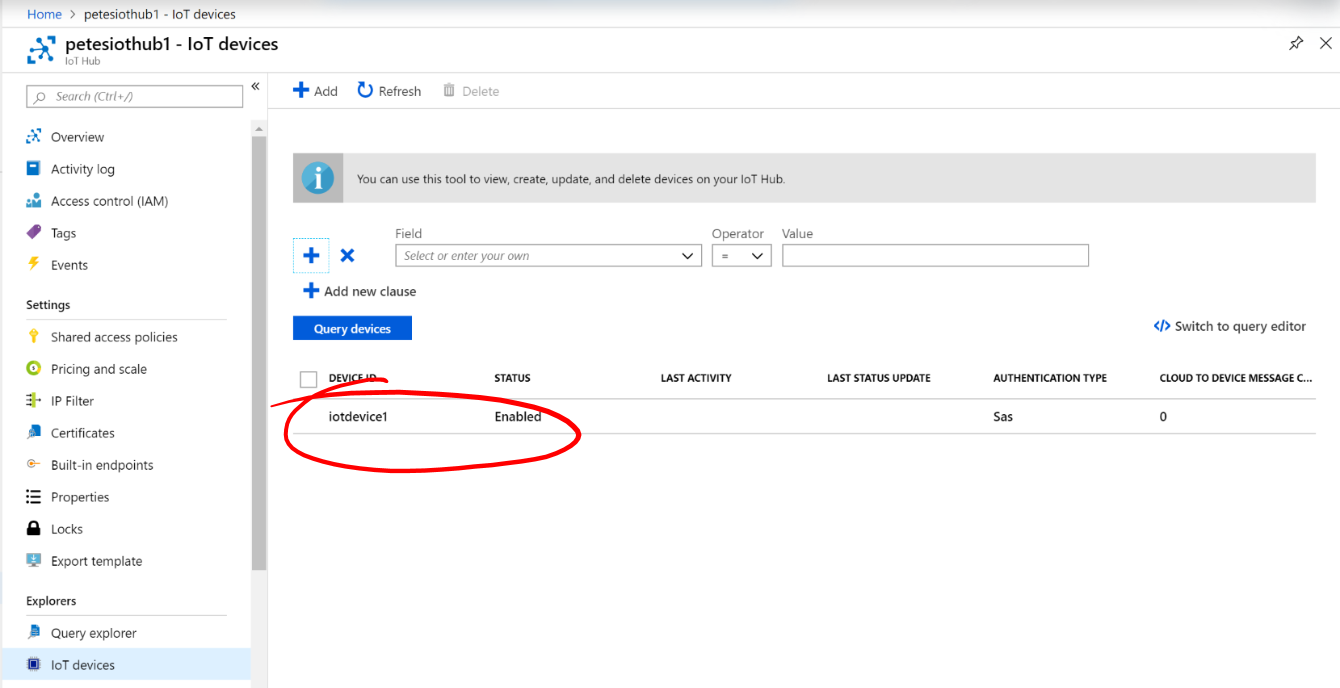 Home > petesiothub1 - IoT devices
petesiothub1 - IoT devices
IoT Hub
Search (Ctrl+/)
«
Overview
Activity log
Access control (IAM)
Tags
Events
Settings
Shared access policies
Pricing and scale
IP Filter
Certificates
Built-in endpoints
Properties
Locks
Export template
Explorers
Query explorer
IoT devices
Add Refresh Delete
You can use this tool to view, create, update, and delete devices on your IoT Hub.
Field Operator Value
Select or enter your own =
Add new clause
Query devices </> Switch to query editor
DEVICE ID STATUS LAST ACTIVITY LAST STATUS UPDATE AUTHENTICATION TYPE CLOUD TO DEVICE MESSAGE C...
iotdevice1 Enabled Sas 0